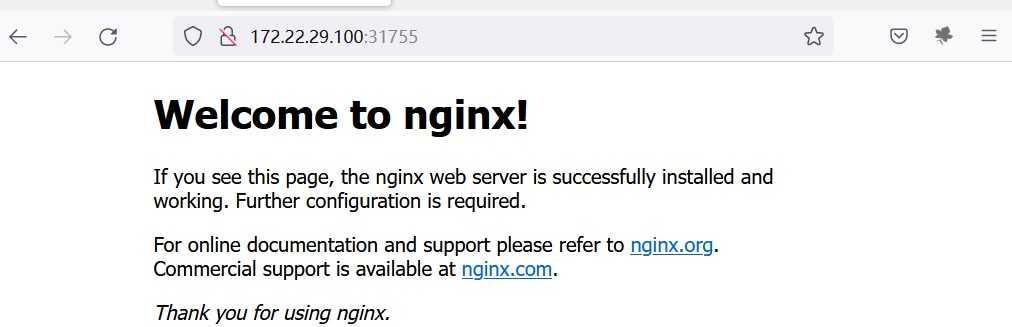 172.22.29.100:31755
Welcome to nginx!
If you see this page, the nginx web server is successfully installed and
working. Further configuration is required.
For online documentation and support please refer to nginx.org.
Commercial support is available at nginx.com.
Thank you for using nginx.